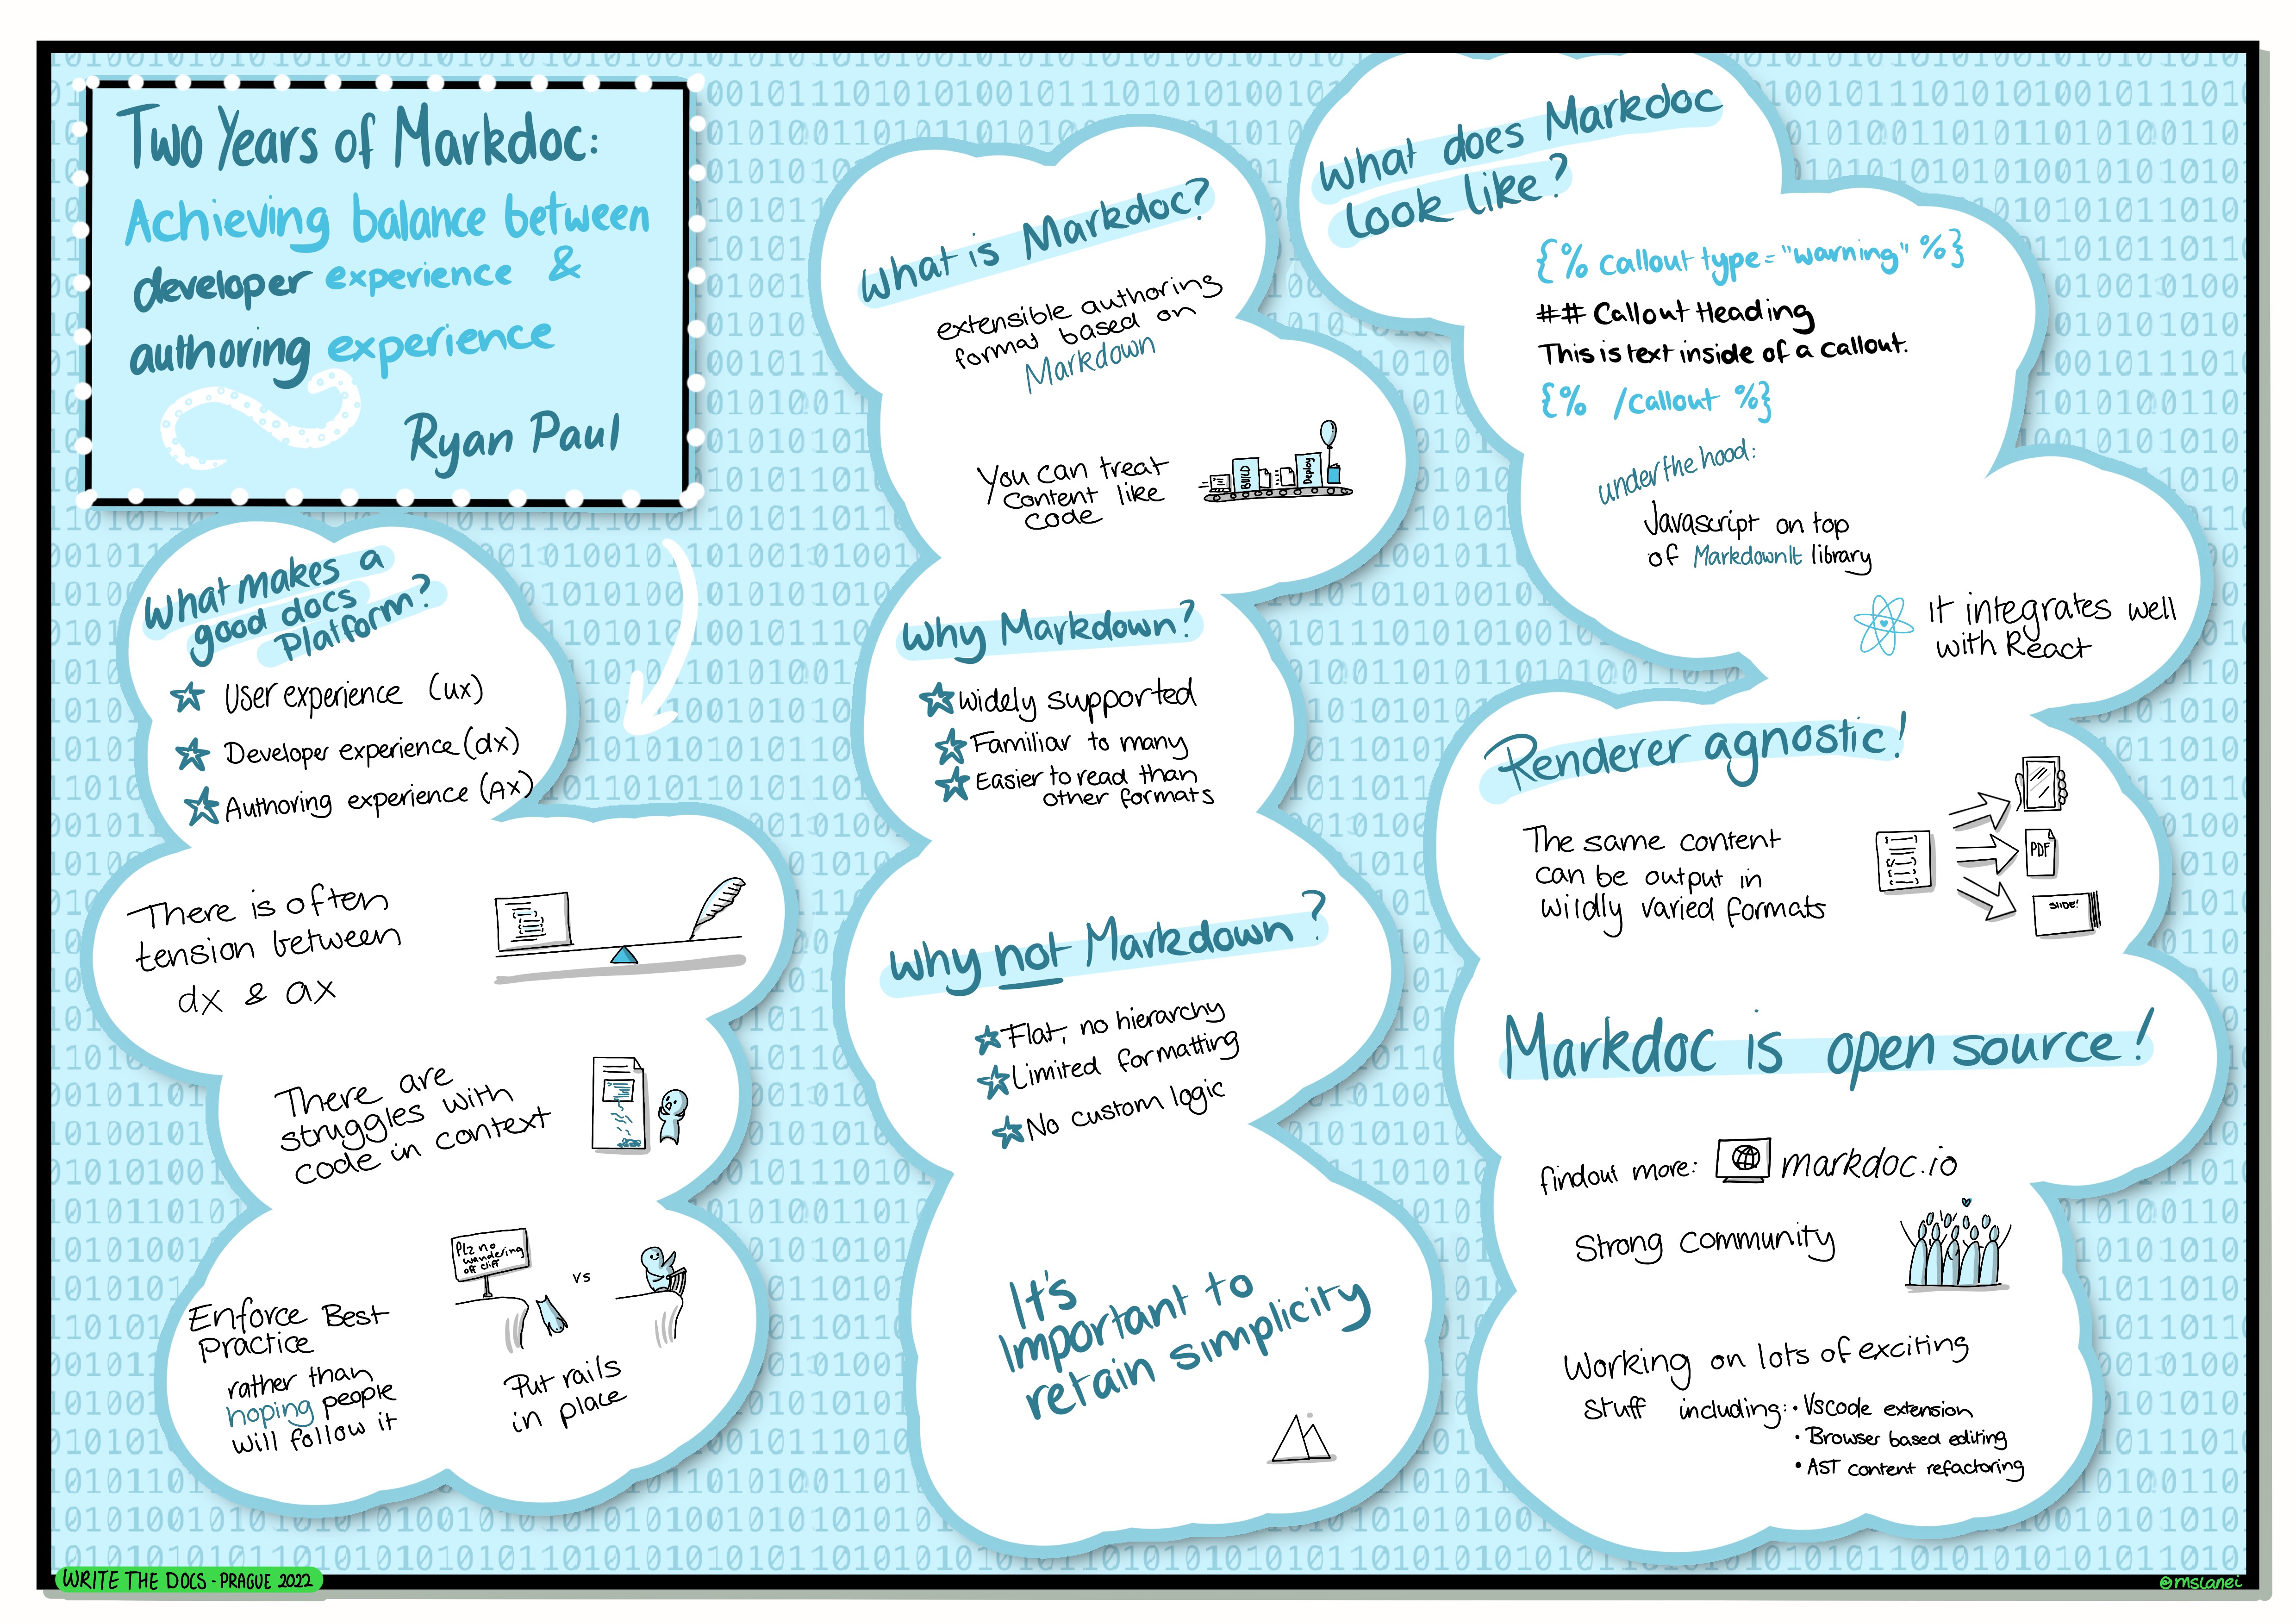 Two Years of Markdoc:
Achieving balance between
developer experience &
authoring experience
Ryan Paul
What makes a
good docs
Platform?
User experience (ux)
Developer experience (dx)
Authoring experience (Ax)
There is often
tension between
dx & ax
There are
struggles with
code in context
Enforce Best
Practice
rather than
hoping people
will follow it
Plz no
wandering
off cliff
vs
Put rails
in place
What is Markdoc?
extensible authoring
format based on
Markdown
You can treat
content like
code
BUILD
Deploy
Why Markdown?
Widely supported
Familiar to many
Easier to read than
other formats
Why not Markdown?
Flat, no hierarchy
Limited formatting
No custom logic
It's
Important to
retain simplicity
What does Markdoc
Look like?
{% callout type="warning" %}
## Callout Heading
This is text inside of a callout.
{% /callout %}
under the hood:
Javascript on top
of MarkdownIt library
It integrates well
with React
Renderer agnostic!
The same content
can be output in
wildly varied formats
PDF
SLIDE!
Markdoc is open source!
findout more: markdoc.io
Strong community
Working on lots of exciting
Stuff including:
• VScode extension
• Browser based editing
• AST content refactoring
WRITE THE DOCS - PRAGUE 2022
@mslanei